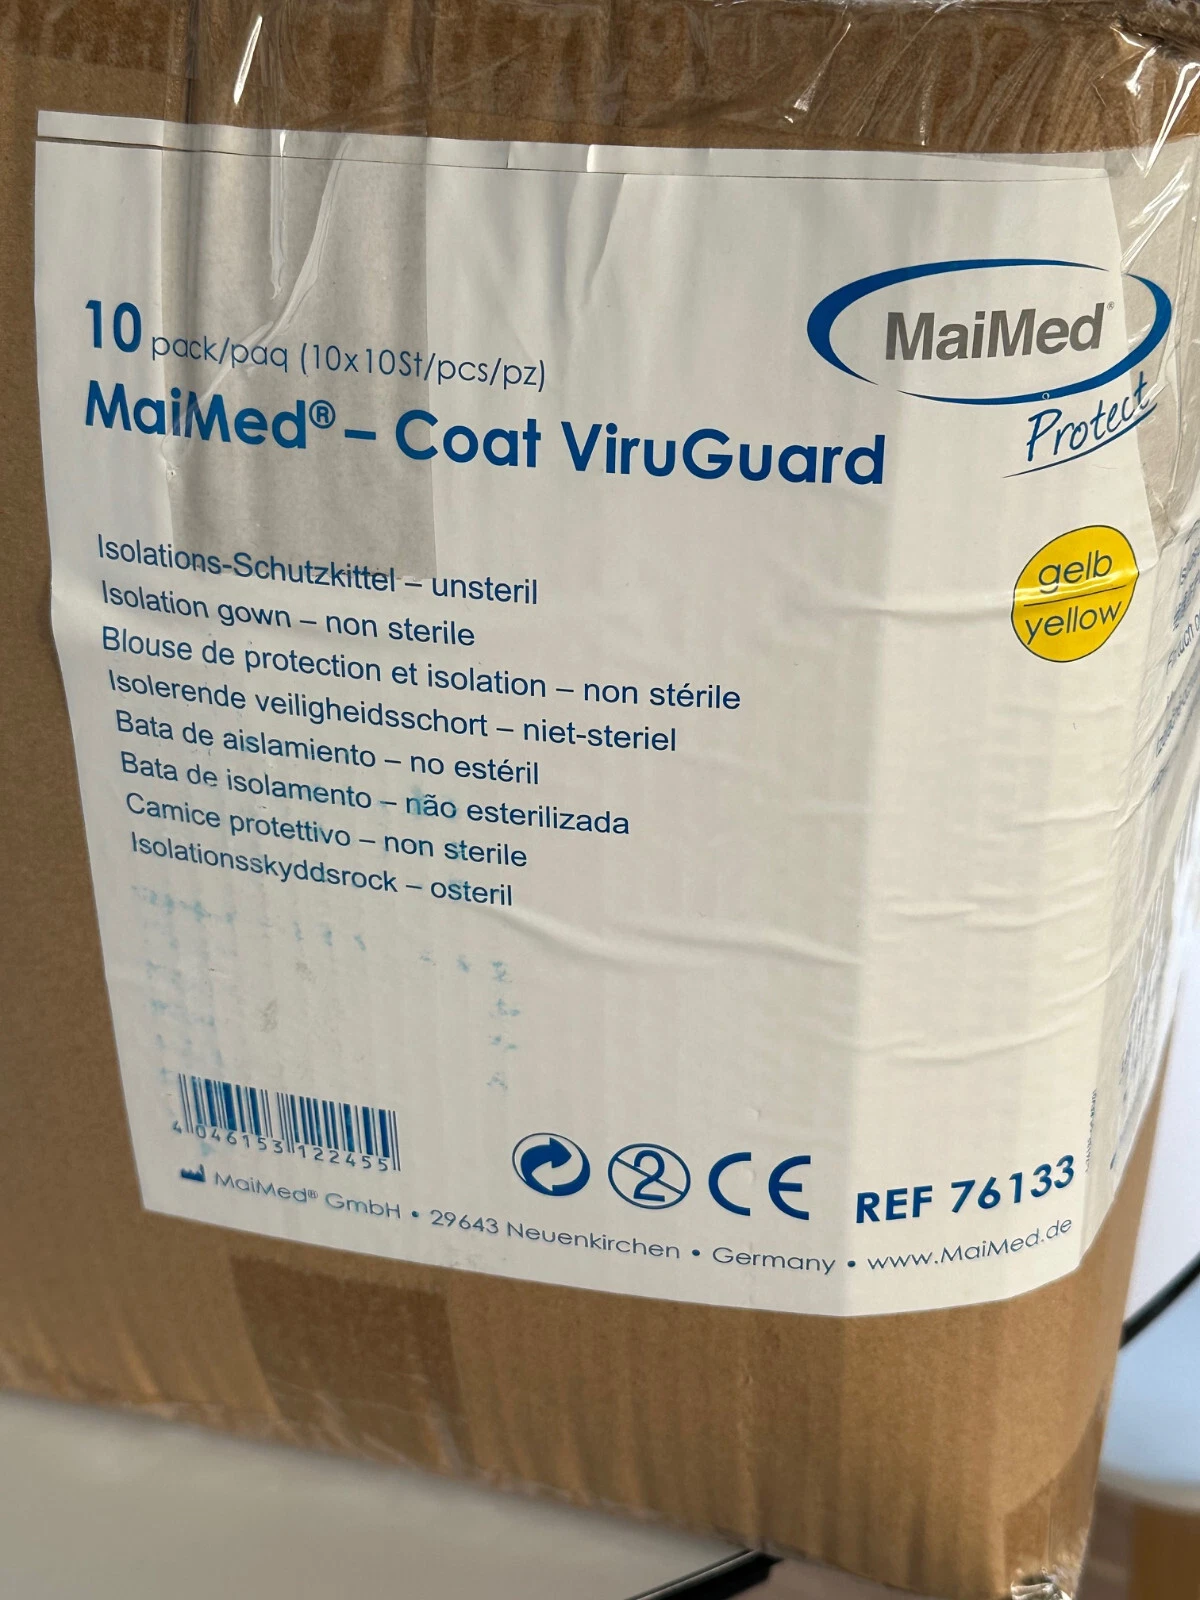 10 pack/paq (10x10St/pcs/pz)
MaiMed® – Coat ViruGuard
MaiMed®
Protect
gelb
yellow
Isolations-Schutzkittel – unsteril
Isolation gown – non sterile
Blouse de protection et isolation – non stérile
Isolerende veiligheidsschort – niet-steriel
Bata de aislamiento – no estéril
Bata de isolamento – não esterilizada
Camice protettivo – non sterile
Isolationsskyddsrock – osteril
4 046153 122455
2
CE
REF 76133
MaiMed® GmbH • 29643 Neuenkirchen • Germany • www.MaiMed.de